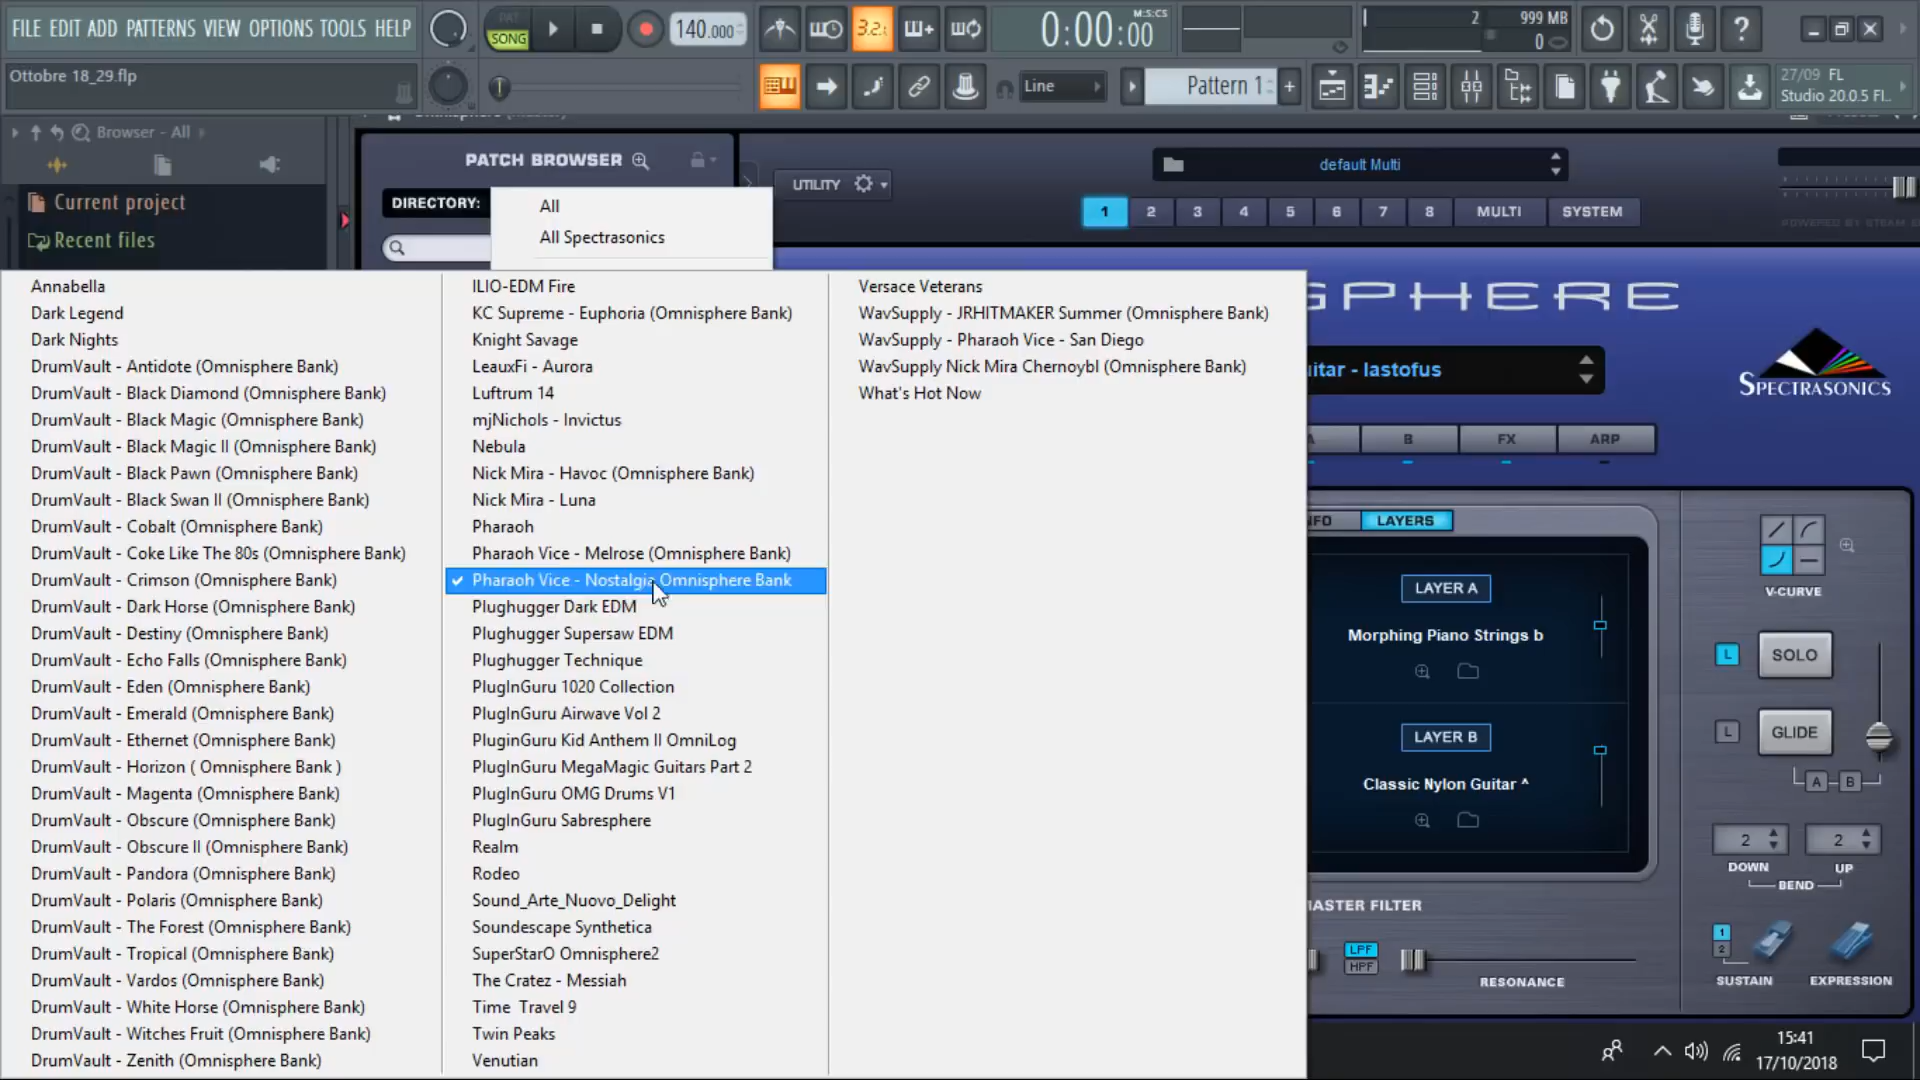 FILE EDIT ADD PATTERNS VIEW OPTIONS TOOLS HELP
PAT
SONG
140.000
3.2.
0:00:00
M:S:CS
2
999 MB
0
Ottobre 18_29.flp
Line
Pattern 1
27/09 FL
Studio 20.0.5 Fl..
Browser - All
Current project
Recent files
PATCH BROWSER
DIRECTORY:
All
All Spectrasonics
UTILITY
default Multi
1
2
3
4
5
6
7
8
MULTI
SYSTEM
Annabella
Dark Legend
Dark Nights
DrumVault - Antidote (Omnisphere Bank)
DrumVault - Black Diamond (Omnisphere Bank)
DrumVault - Black Magic (Omnisphere Bank)
DrumVault - Black Magic II (Omnisphere Bank)
DrumVault - Black Pawn (Omnisphere Bank)
DrumVault - Black Swan II (Omnisphere Bank)
DrumVault - Cobalt (Omnisphere Bank)
DrumVault - Coke Like The 80s (Omnisphere Bank)
DrumVault - Crimson (Omnisphere Bank)
DrumVault - Dark Horse (Omnisphere Bank)
DrumVault - Destiny (Omnisphere Bank)
DrumVault - Echo Falls (Omnisphere Bank)
DrumVault - Eden (Omnisphere Bank)
DrumVault - Emerald (Omnisphere Bank)
DrumVault - Ethernet (Omnisphere Bank)
DrumVault - Horizon ( Omnisphere Bank )
DrumVault - Magenta (Omnisphere Bank)
DrumVault - Obscure (Omnisphere Bank)
DrumVault - Obscure II (Omnisphere Bank)
DrumVault - Pandora (Omnisphere Bank)
DrumVault - Polaris (Omnisphere Bank)
DrumVault - The Forest (Omnisphere Bank)
DrumVault - Tropical (Omnisphere Bank)
DrumVault - Vardos (Omnisphere Bank)
DrumVault - White Horse (Omnisphere Bank)
DrumVault - Witches Fruit (Omnisphere Bank)
DrumVault - Zenith (Omnisphere Bank)
ILIO-EDM Fire
KC Supreme - Euphoria (Omnisphere Bank)
Knight Savage
LeauxFi - Aurora
Luftrum 14
mjNichols - Invictus
Nebula
Nick Mira - Havoc (Omnisphere Bank)
Nick Mira - Luna
Pharaoh
Pharaoh Vice - Melrose (Omnisphere Bank)
Pharaoh Vice - Nostalgia Omnisphere Bank
Plughugger Dark EDM
Plughugger Supersaw EDM
Plughugger Technique
PlugInGuru 1020 Collection
PlugInGuru Airwave Vol 2
PluginGuru Kid Anthem II OmniLog
PlugInGuru MegaMagic Guitars Part 2
PlugInGuru OMG Drums V1
PlugInGuru Sabresphere
Realm
Rodeo
Sound_Arte_Nuovo_Delight
Soundescape Synthetica
SuperStarO Omnisphere2
The Cratez - Messiah
Time  Travel 9
Twin Peaks
Venutian
Versace Veterans
WavSupply - JRHITMAKER Summer (Omnisphere Bank)
WavSupply - Pharaoh Vice - San Diego
WavSupply Nick Mira Chernoybl (Omnisphere Bank)
What's Hot Now
SPHERE
itar - lastofus
SPECTRASONICS
A
B
FX
ARP
NFO
LAYERS
LAYER A
Morphing Piano Strings b
LAYER B
Classic Nylon Guitar ^
V-CURVE
L
SOLO
L
GLIDE
A
B
2
2
DOWN
UP
BEND
MASTER FILTER
LPF
HPF
RESONANCE
1
2
SUSTAIN
EXPRESSION
15:41
17/10/2018